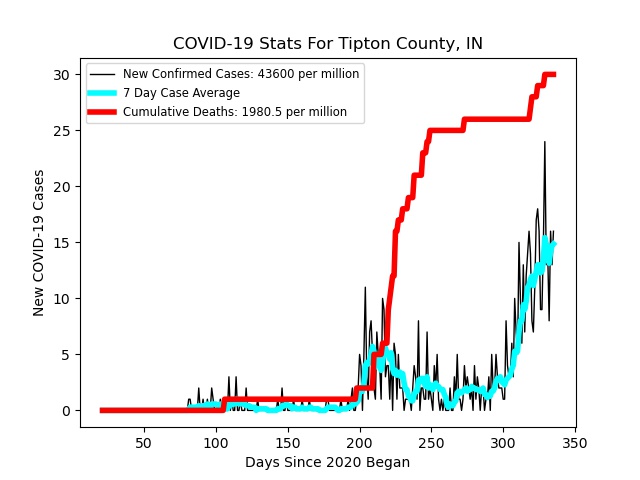 COVID-19 Stats For Tipton County, IN
New Confirmed Cases: 43600 per million
7 Day Case Average
Cumulative Deaths: 1980.5 per million
New COVID-19 Cases
30
25
20
15
10
5
0
50
100
150
200
250
300
350
Days Since 2020 Began